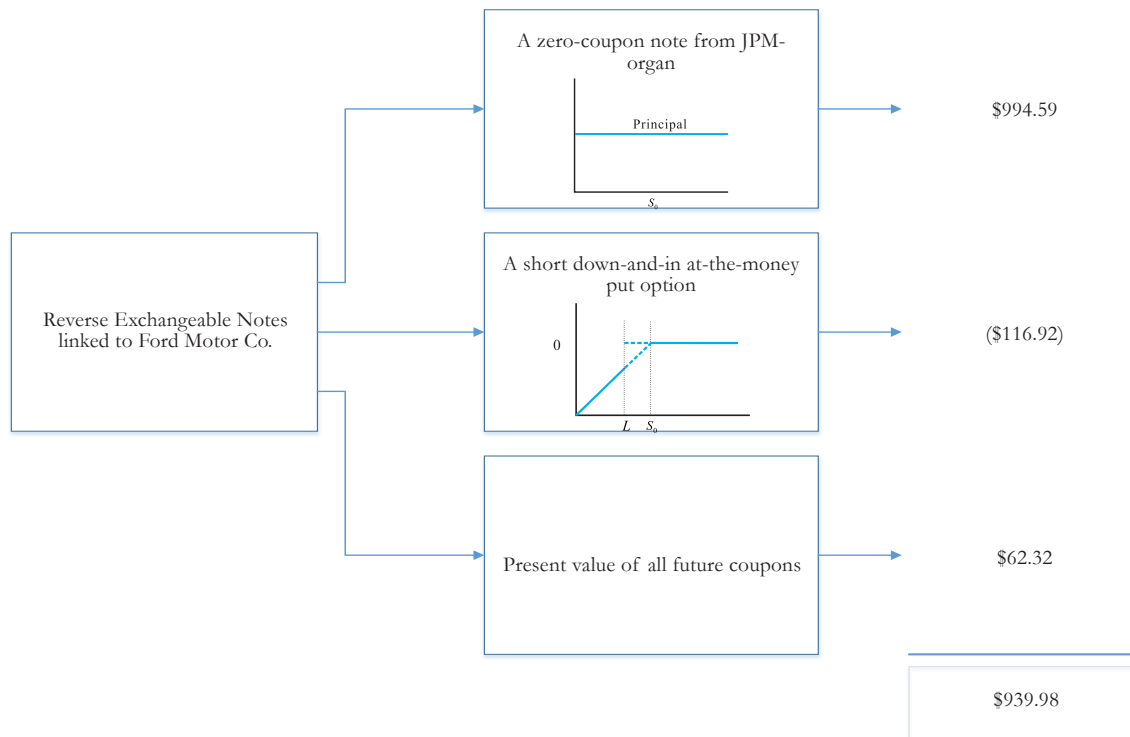 A zero-coupon note from JPM-
organ
Principal
S₀
$994.59
Reverse Exchangeable Notes
linked to Ford Motor Co.
A short down-and-in at-the-money
put option
0
L S₀
($116.92)
Present value of all future coupons
$62.32
$939.98